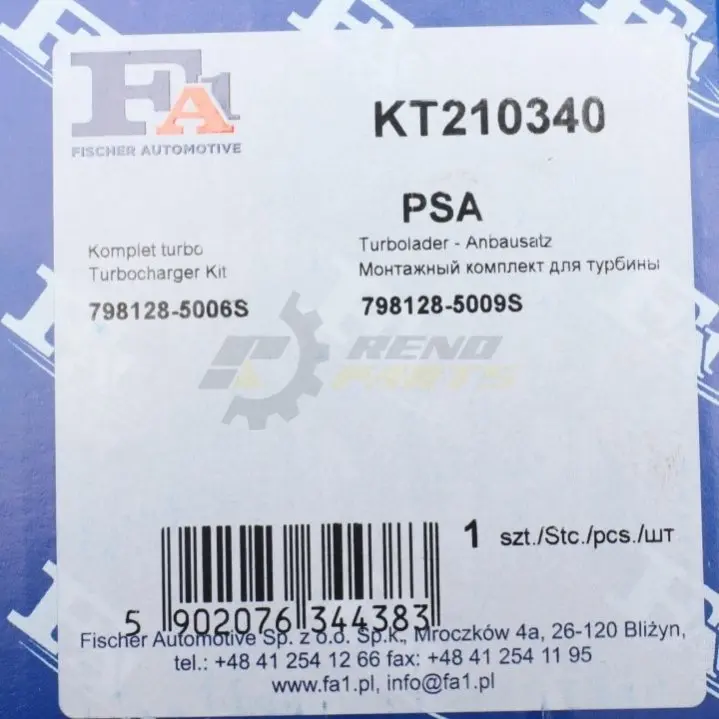 FA1
FISCHER AUTOMOTIVE
KT210340
PSA
Komplet turbo
Turbocharger Kit
798128-5006S
Turbolader - Anbausatz
Монтажный комплект для турбины
798128-5009S
RENO
PARTS
1 szt./Stc./pcs./шт
5 902076 344383
Fischer Automotive Sp. z o.o. Sp.k., Mroczków 4a, 26-120 Bliżyn,
tel.: +48 41 254 12 66 fax: +48 41 254 11 95
www.fa1.pl, info@fa1.pl